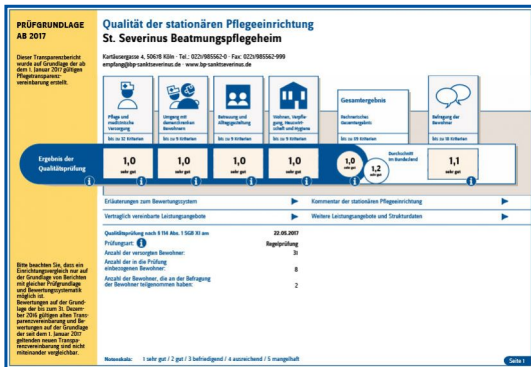 PRÜFGRUNDLAGE
AB 2017
Dieser Transparenzbericht
wurde auf Grundlage der ab
dem 1. Januar 2017 gültigen
Pflegetransparenz-
vereinbarung erstellt.
Qualität der stationären Pflegeeinrichtung
St. Severinus Beatmungspflegeheim
Kartäusergasse 4, 50678 Köln · Tel.: 0221/985562-0 · Fax: 0221/985562-999
empfang@bp-sanktseverinus.de · www.bp-sanktseverinus.de
Pflege und
medizinische
Versorgung
bis zu 32 Kriterien
Umgang mit
demenzkranken
Bewohnern
bis zu 9 Kriterien
Betreuung und
Alltagsgestaltung
bis zu 9 Kriterien
Wohnen, Verpfle-
gung, Hauswirt-
schaft und Hygiene
bis zu 9 Kriterien
Gesamtergebnis
Rechnerisches
Gesamtergebnis
bis zu 59 Kriterien
Befragung der
Bewohner
bis zu 18 Kriterien
Ergebnis der
Qualitätsprüfung
1,0
sehr gut
1,0
sehr gut
1,0
sehr gut
1,0
sehr gut
1,0
sehr gut
1,2
sehr gut
Durchschnitt
im Bundesland
1,1
sehr gut
Erläuterungen zum Bewertungssystem
Kommentar der stationären Pflegeeinrichtung
Vertraglich vereinbarte Leistungsangebote
Weitere Leistungsangebote und Strukturdaten
Qualitätsprüfung nach § 114 Abs. 1 SGB XI am 22.05.2017
Prüfungsart: Regelprüfung
Anzahl der versorgten Bewohner: 31
Anzahl der in die Prüfung
einbezogenen Bewohner: 8
Anzahl der Bewohner, die an der Befragung
der Bewohner teilgenommen haben: 2
Bitte beachten Sie, dass ein
Einrichtungsvergleich nur auf
der Grundlage von Berichten
mit gleicher Prüfgrundlage
und Bewertungssystematik
möglich ist.
Bewertungen auf der Grund-
lage der bis zum 31. Dezem-
ber 2016 gültigen alten Trans-
parenzvereinbarung und Be-
wertungen auf der Grundlage
der seit dem 1. Januar 2017
geltenden neuen Transpa-
renzvereinbarung sind nicht
miteinander vergleichbar.
Notenskala: 1 sehr gut / 2 gut / 3 befriedigend / 4 ausreichend / 5 mangelhaft
Seite 1